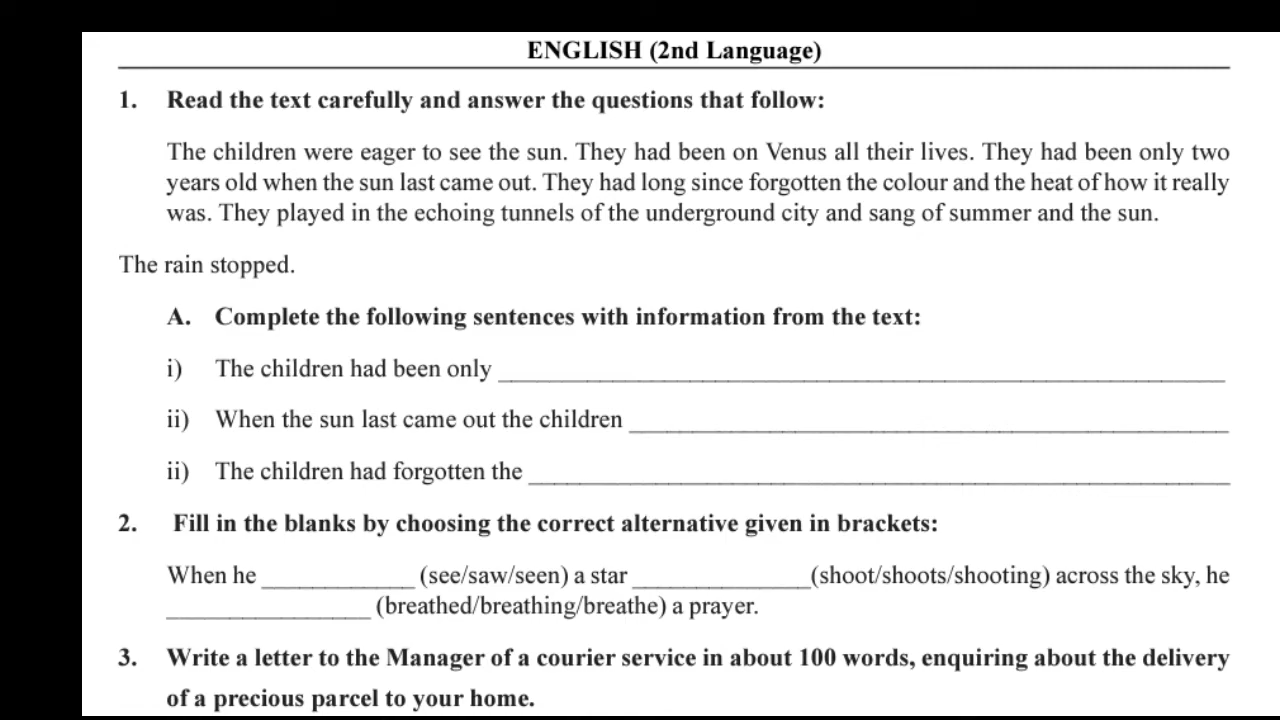 ENGLISH (2nd Language)
1. Read the text carefully and answer the questions that follow:
The children were eager to see the sun. They had been on Venus all their lives. They had been only two
years old when the sun last came out. They had long since forgotten the colour and the heat of how it really
was. They played in the echoing tunnels of the underground city and sang of summer and the sun.
The rain stopped.
A. Complete the following sentences with information from the text:
i) The children had been only ____________
ii) When the sun last came out the children ____________
ii) The children had forgotten the ____________
2. Fill in the blanks by choosing the correct alternative given in brackets:
When he ____________ (see/saw/seen) a star ____________(shoot/shoots/shooting) across the sky, he
____________ (breathed/breathing/breathe) a prayer.
3. Write a letter to the Manager of a courier service in about 100 words, enquiring about the delivery
of a precious parcel to your home.